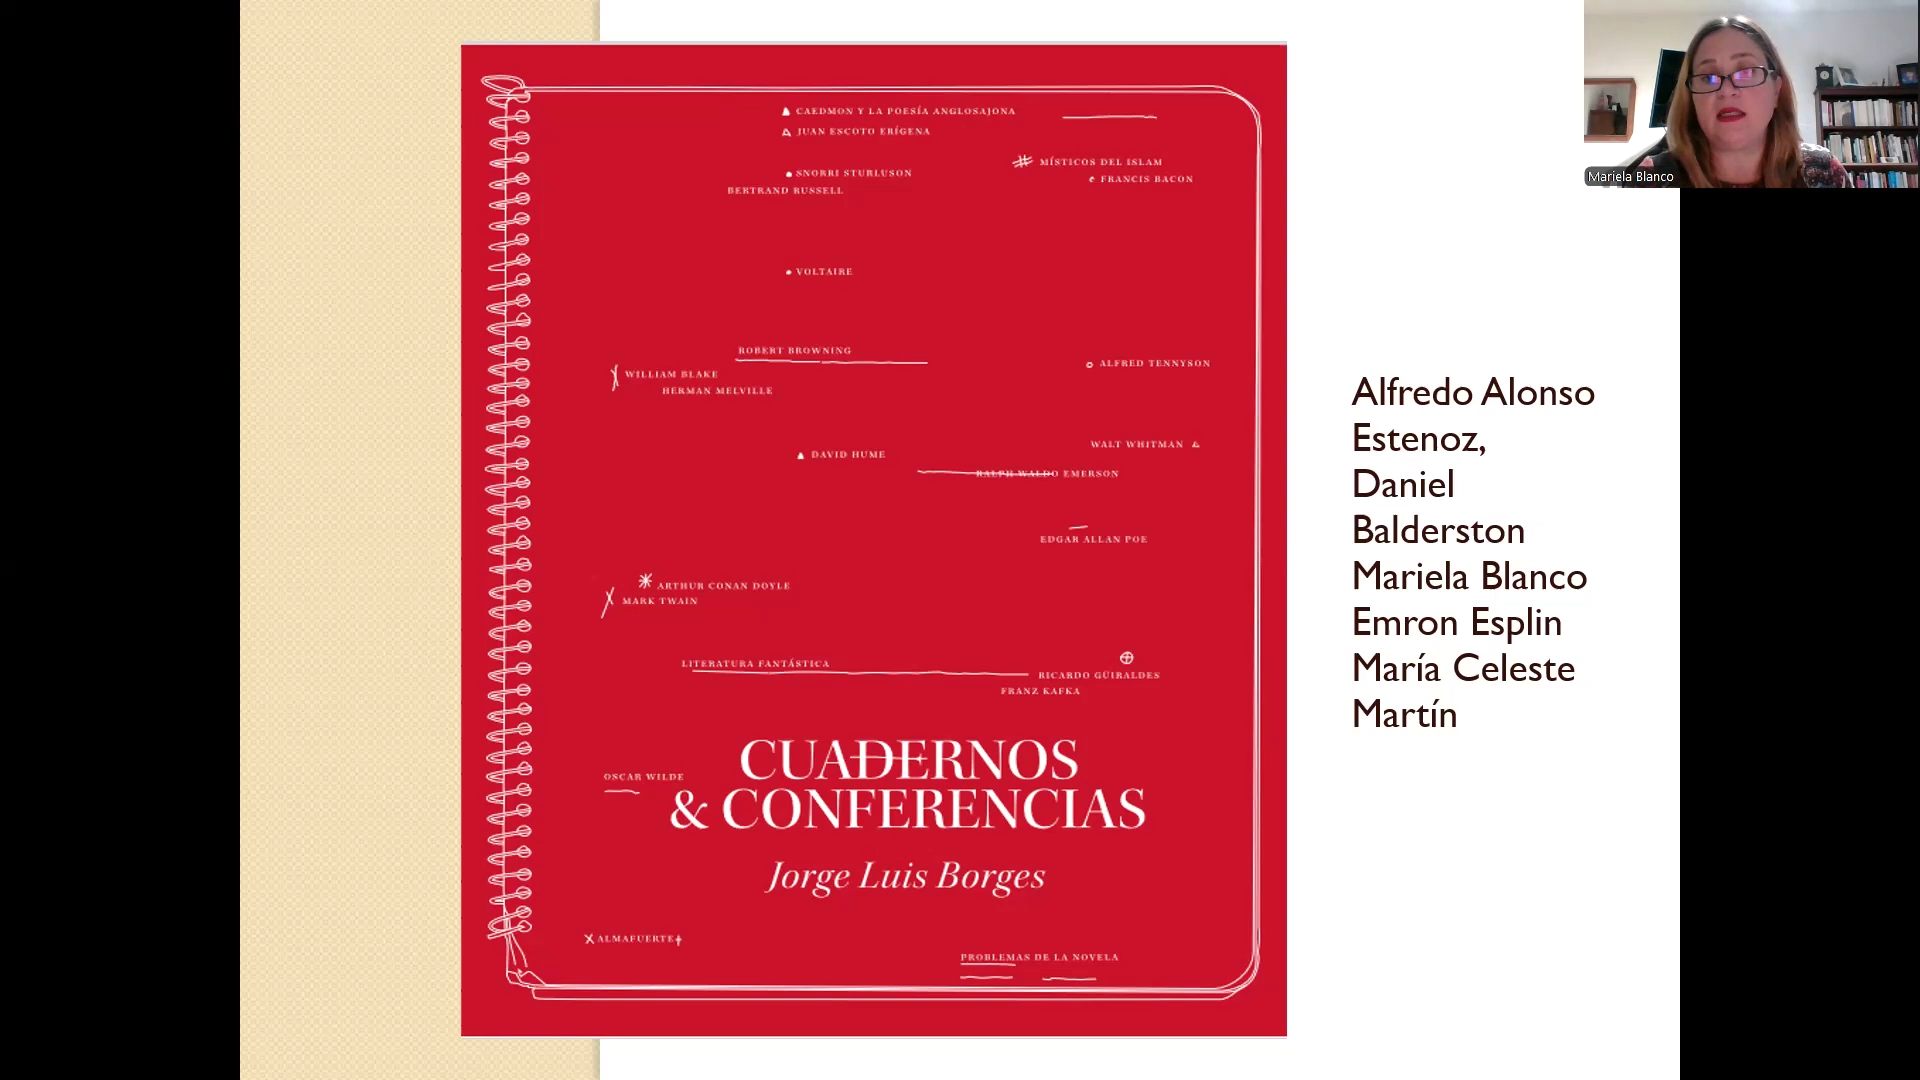 CAEDMON Y LA POESÍA ANGLOSAJONA
JUAN ESCOTO ERÍGENA
MÍSTICOS DEL ISLAM
SNORRI STURLUSON
FRANCIS BACON
BERTRAND RUSSELL
VOLTAIRE
ROBERT BROWNING
ALFRED TENNYSON
WILLIAM BLAKE
HERMAN MELVILLE
WALT WHITMAN
DAVID HUME
RALPH WALDO EMERSON
EDGAR ALLAN POE
ARTHUR CONAN DOYLE
MARK TWAIN
LITERATURA FANTÁSTICA
RICARDO GÜIRALDES
FRANZ KAFKA
CUADERNOS
OSCAR WILDE
& CONFERENCIAS
Jorge Luis Borges
ALMAFUERTE
PROBLEMAS DE LA NOVELA
Alfredo Alonso
Estenoz,
Daniel
Balderston
Mariela Blanco
Emron Esplin
María Celeste
Martín
Mariela Blanco